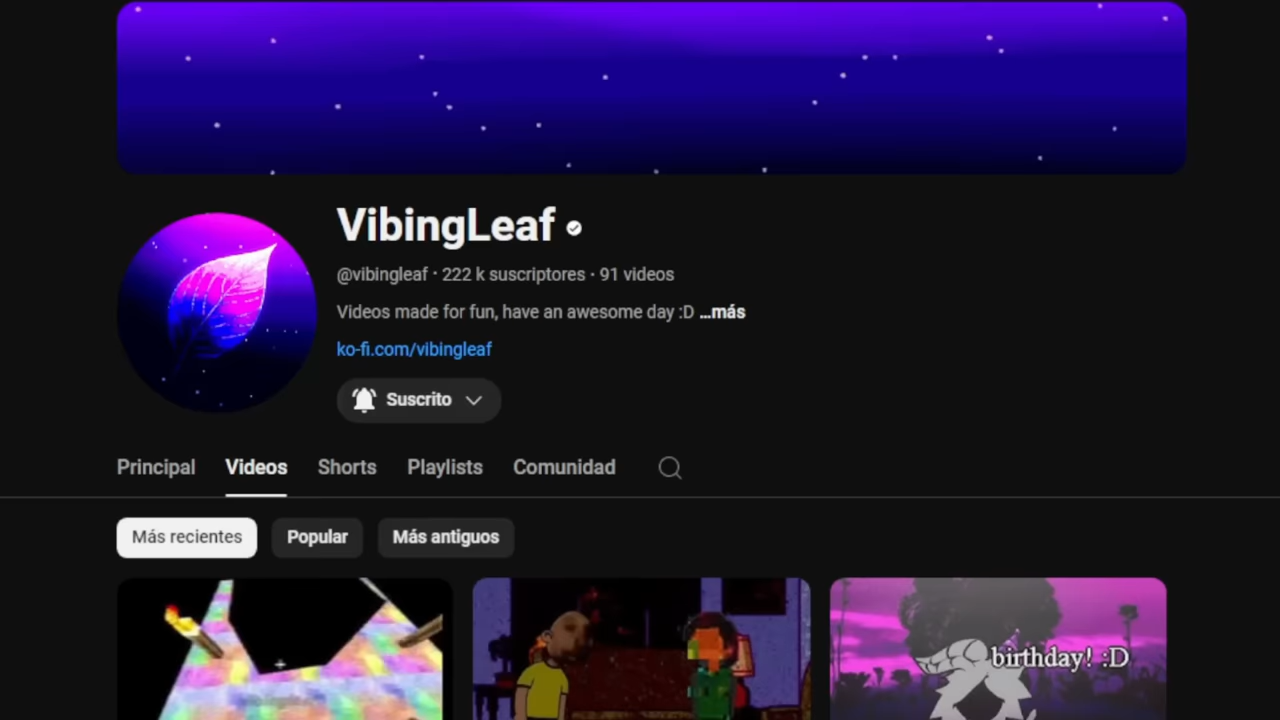 VibingLeaf
@vibingleaf · 222 k suscriptores · 91 videos
Videos made for fun, have an awesome day :D ...más
ko-fi.com/vibingleaf
Suscrito
Principal Videos Shorts Playlists Comunidad
Más recientes Popular Más antiguos
birthday! :D